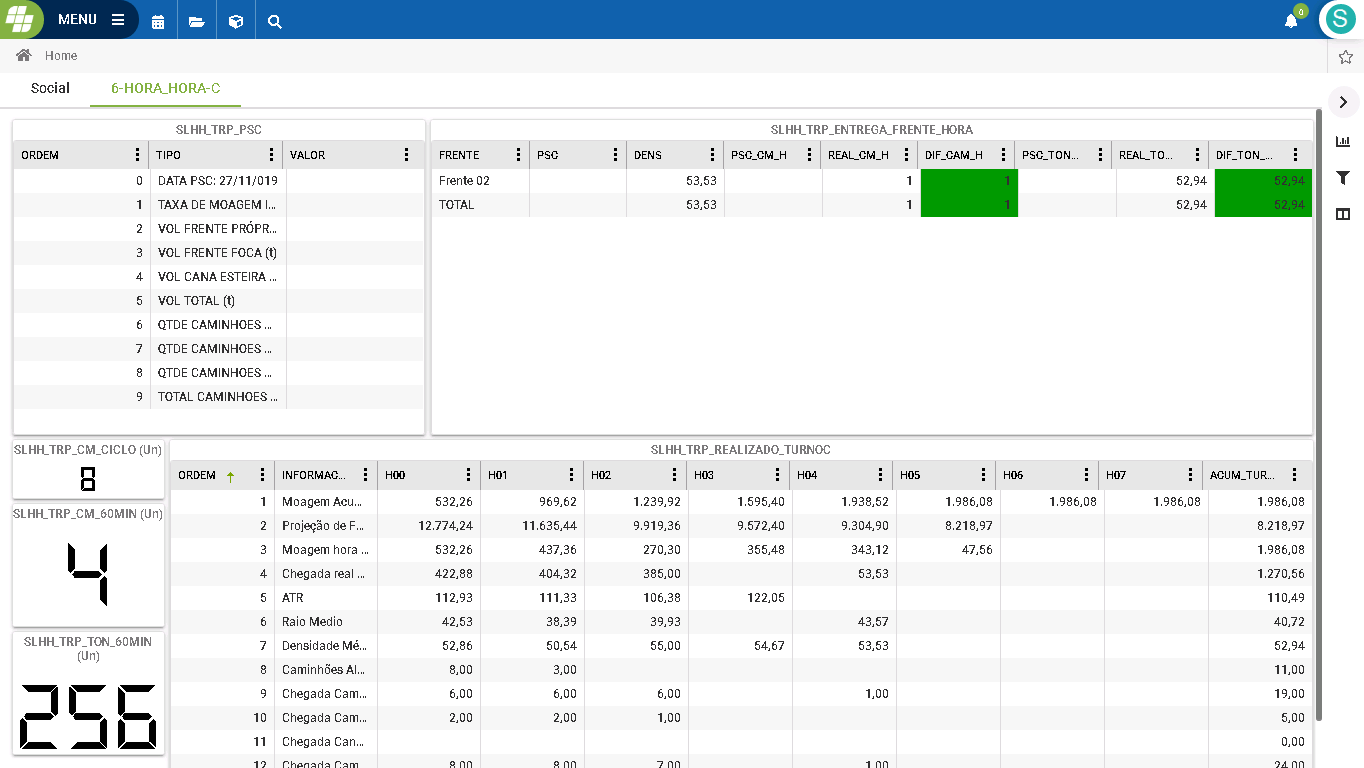 MENU
0
S
Home
Social 6-HORA_HORA-C
SLHH_TRP_PSC
ORDEM TIPO VALOR
0 DATA PSC: 27/11/019
1 TAXA DE MOAGEM I...
2 VOL FRENTE PRÓPR...
3 VOL FRENTE FOCA (t)
4 VOL CANA ESTEIRA ...
5 VOL TOTAL (t)
6 QTDE CAMINHOES ...
7 QTDE CAMINHOES ...
8 QTDE CAMINHOES ...
9 TOTAL CAMINHOES ...
SLHH_TRP_ENTREGA_FRENTE_HORA
FRENTE PSC DENS PSC_CM_H REAL_CM_H DIF_CAM_H PSC_TON... REAL_TO... DIF_TON_...
Frente 02 53,53 1 1 52,94 52,94
TOTAL 53,53 1 1 52,94 52,94
SLHH_TRP_CM_CICLO (Un)
8
SLHH_TRP_CM_60MIN (Un)
4
SLHH_TRP_TON_60MIN
(Un)
256
SLHH_TRP_REALIZADO_TURNOC
ORDEM INFORMAC... H00 H01 H02 H03 H04 H05 H06 H07 ACUM_TUR...
1 Moagem Acu... 532,26 969,62 1.239,92 1.595,40 1.938,52 1.986,08 1.986,08 1.986,08 1.986,08
2 Projeção de F... 12.774,24 11.635,44 9.919,36 9.572,40 9.304,90 8.218,97 8.218,97
3 Moagem hora ... 532,26 437,36 270,30 355,48 343,12 47,56 1.986,08
4 Chegada real ... 422,88 404,32 385,00 53,53 1.270,56
5 ATR 112,93 111,33 106,38 122,05 110,49
6 Raio Medio 42,53 38,39 39,93 43,57 40,72
7 Densidade Mé... 52,86 50,54 55,00 54,67 53,53 52,94
8 Caminhões Al... 8,00 3,00 11,00
9 Chegada Cam... 6,00 6,00 6,00 1,00 19,00
10 Chegada Cam... 2,00 2,00 1,00 5,00
11 Chegada Can... 0,00
12 Chegada Cam... 8,00 8,00 7,00 1,00 24,00